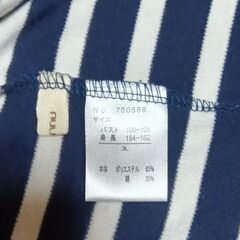 No. 700569
サイズ
バスト 100-108
身長 154-162
3L
本体 ポリエステル 65%
綿 35%